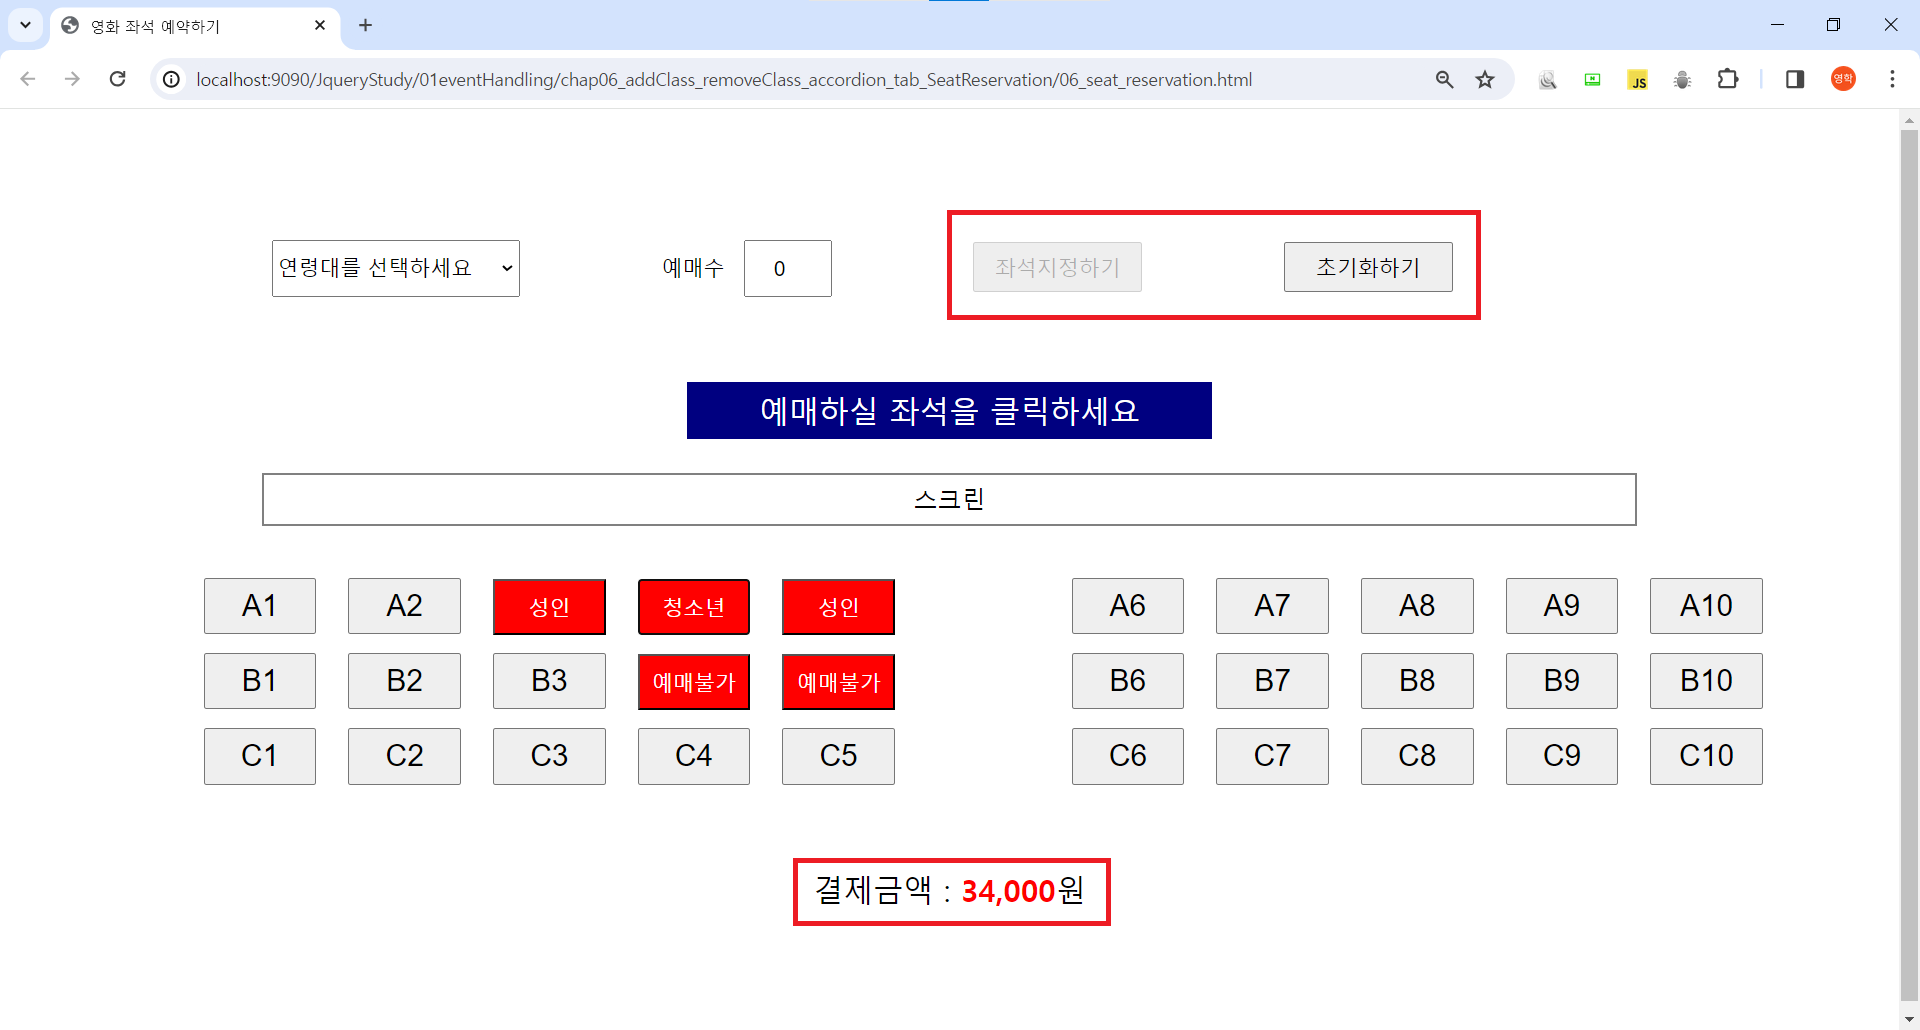 영화 좌석 예약하기
localhost:9090/JqueryStudy/01eventHandling/chap06_addClass_removeClass_accordion_tab_SeatReservation/06_seat_reservation.html
JS
영학
연령대를 선택하세요 예매수 0 좌석지정하기 초기화하기
예매하실 좌석을 클릭하세요
스크린
A1 A2 성인 청소년 성인 A6 A7 A8 A9 A10
B1 B2 B3 예매불가 예매불가 B6 B7 B8 B9 B10
C1 C2 C3 C4 C5 C6 C7 C8 C9 C10
결제금액 : 34,000원